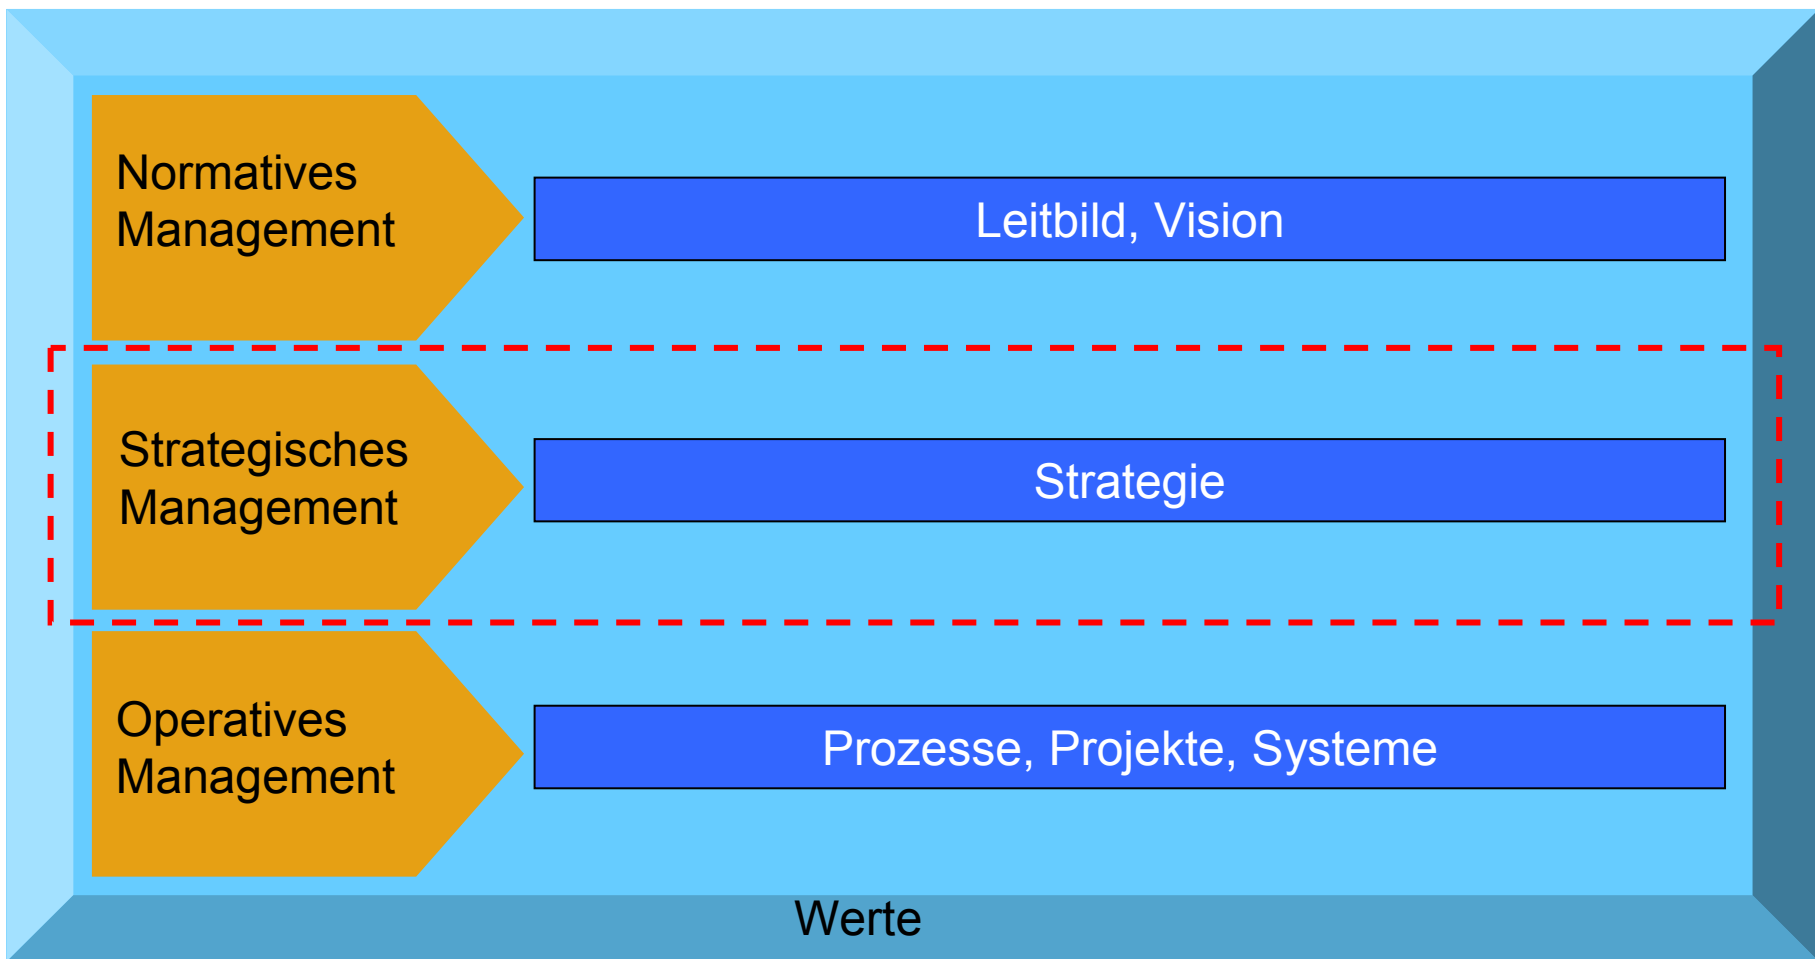 Normatives
Management
Leitbild, Vision
Strategisches
Management
Strategie
Operatives
Management
Prozesse, Projekte, Systeme
Werte